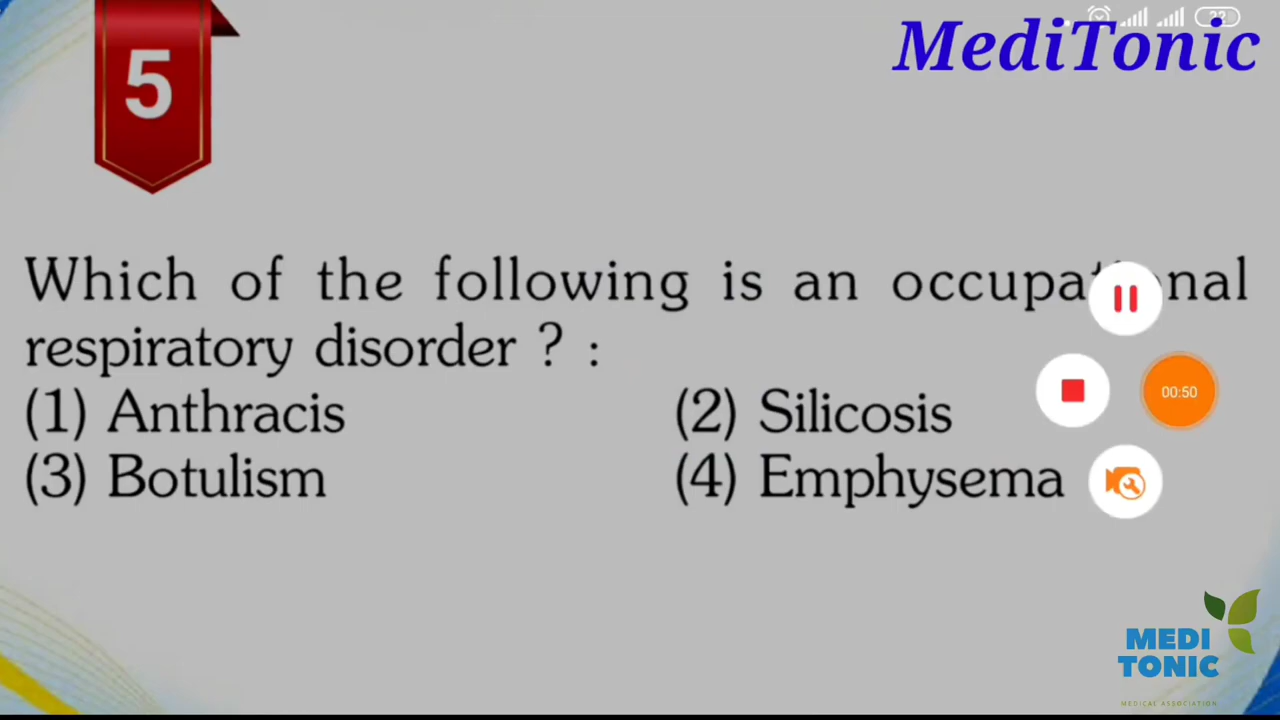 22
MediTonic
5
Which of the following is an occupational
respiratory disorder ? :
(1) Anthracis (2) Silicosis
(3) Botulism (4) Emphysema
00:50
MEDI
TONIC
MEDICAL ASSOCIATION